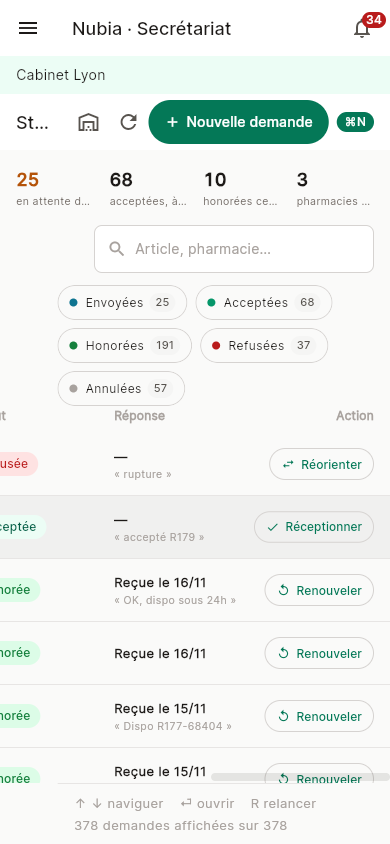 Nubia · Secrétariat
34
Cabinet Lyon
St...
+ Nouvelle demande
⌘N
25
68
10
3
en attente d...
acceptées, à...
honorées ce...
pharmacies ...
Article, pharmacie...
Envoyées 25
Acceptées 68
Honorées 191
Refusées 37
Annulées 57
Réponse
Action
usée
—
« rupture »
Réorienter
ceptée
—
« accepté R179 »
Réceptionner
norée
Reçue le 16/11
« OK, dispo sous 24h »
Renouveler
norée
Reçue le 16/11
Renouveler
norée
Reçue le 15/11
« Dispo R177-68404 »
Renouveler
norée
Reçue le 15/11
Renouveler
↑ ↓ naviguer ⏎ ouvrir R relancer
378 demandes affichées sur 378